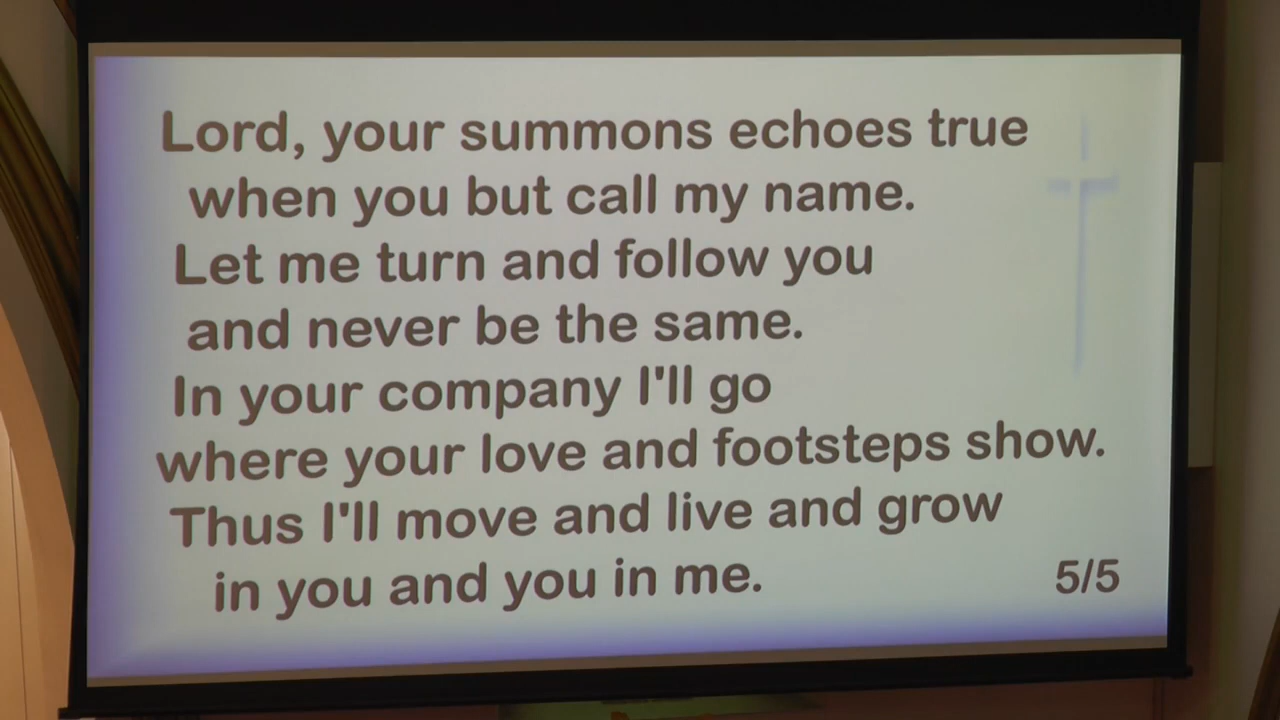 Lord, your summons echoes true
when you but call my name.
Let me turn and follow you
and never be the same.
In your company I'll go
where your love and footsteps show.
Thus I'll move and live and grow
in you and you in me.
5/5